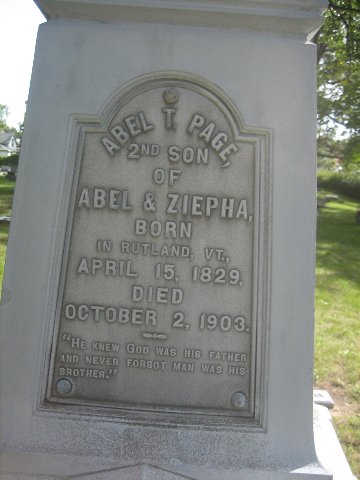 ABEL T. PAGE,
2ND SON
OF
ABEL & ZIEPHA,
BORN
IN RUTLAND, VT.,
APRIL 15, 1829,
DIED
OCTOBER 2, 1903.
"HE KNEW GOD WAS HIS FATHER
AND NEVER FORGOT MAN WAS HIS
BROTHER."